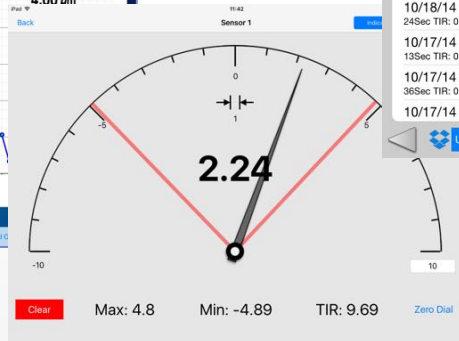 4:00 pm
iPad
11:42
Back
Sensor 1
0
1
-5
5
2.24
-10
10
Clear
Max: 4.8
Min: -4.89
TIR: 9.69
Zero Dial
10/18/14
24Sec TIR: 0
10/17/14
13Sec TIR: 0
10/17/14
36Sec TIR: 0
10/17/14